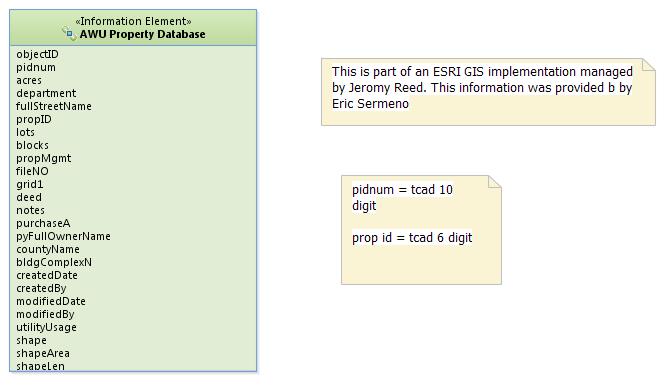 «Information Element»
AWU Property Database
objectID
pidnum
acres
department
fullStreetName
propID
lots
blocks
propMgmt
fileNO
grid1
deed
notes
purchaseA
pyFullOwnerName
countyName
bldgComplexN
createdDate
createdBy
modifiedDate
modifiedBy
utilityUsage
shape
shapeArea
shapeLen
This is part of an ESRI GIS implementation managed
by Jeromy Reed. This information was provided b by
Eric Sermeno
pidnum = tcad 10
digit
prop id = tcad 6 digit